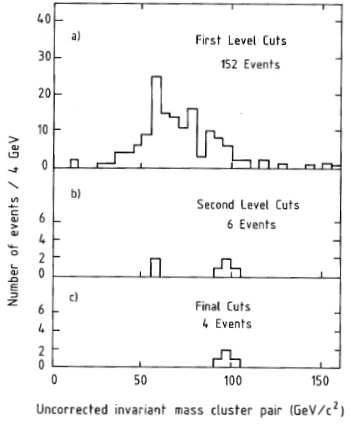 40
a)
First Level Cuts
152 Events
30
20
10
0
Number of events / 4 GeV
b)
Second Level Cuts
6 Events
6
4
2
0
c)
Final Cuts
4 Events
6
4
2
0
0 50 100 150
Uncorrected invariant mass cluster pair (GeV/c²)